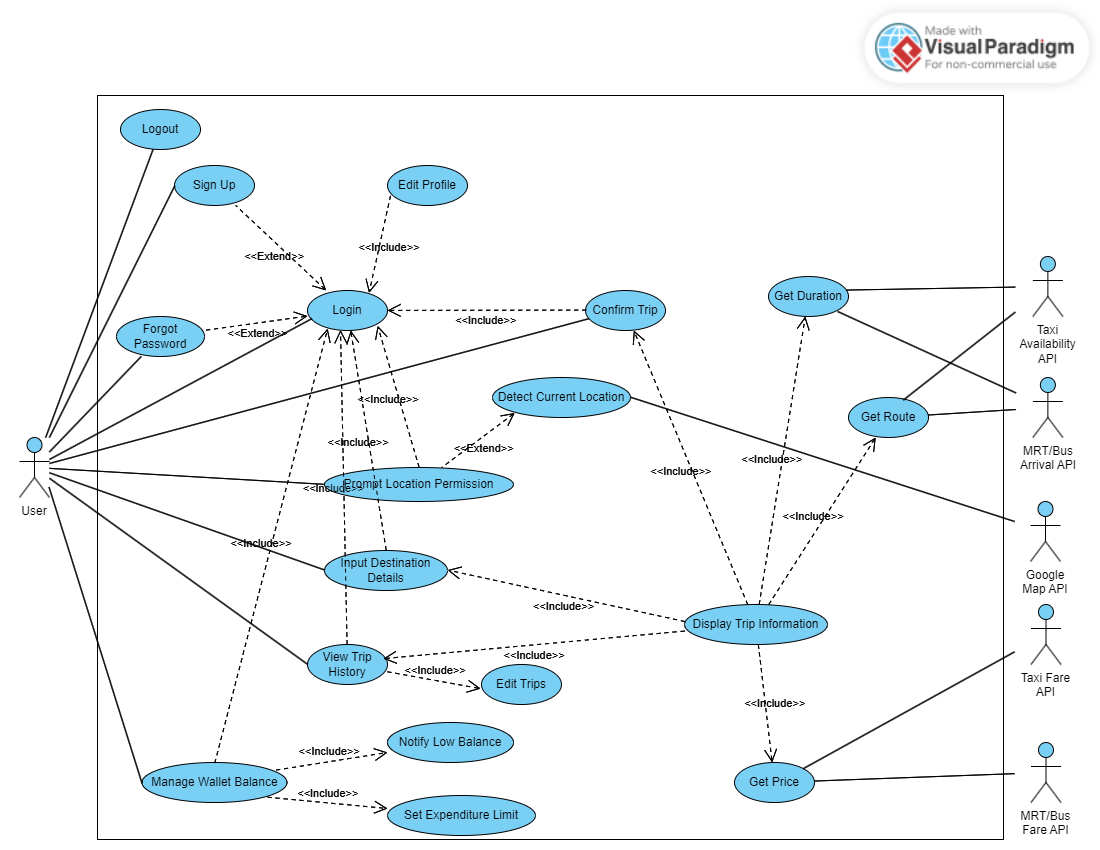 Made with
VisualParadigm
For non-commercial use
Logout
Sign Up
Edit Profile
<<Extend>>
<<Include>>
Login
Confirm Trip
<<Include>>
Forgot
Password
<<Extend>>
Get Duration
Taxi
Availability
API
Detect Current Location
<<Include>>
Get Route
MRT/Bus
Arrival API
<<Include>>
<<Extend>>
<<Include>>
<<Include>>
Prompt Location Permission
<<Include>>
User
<<Include>>
<<Include>>
Input Destination
Details
Google
Map API
<<Include>>
Display Trip Information
<<Include>>
View Trip
History
<<Include>>
Edit Trips
Taxi Fare
API
<<Include>>
Notify Low Balance
<<Include>>
Manage Wallet Balance
<<Include>>
Set Expenditure Limit
Get Price
MRT/Bus
Fare API